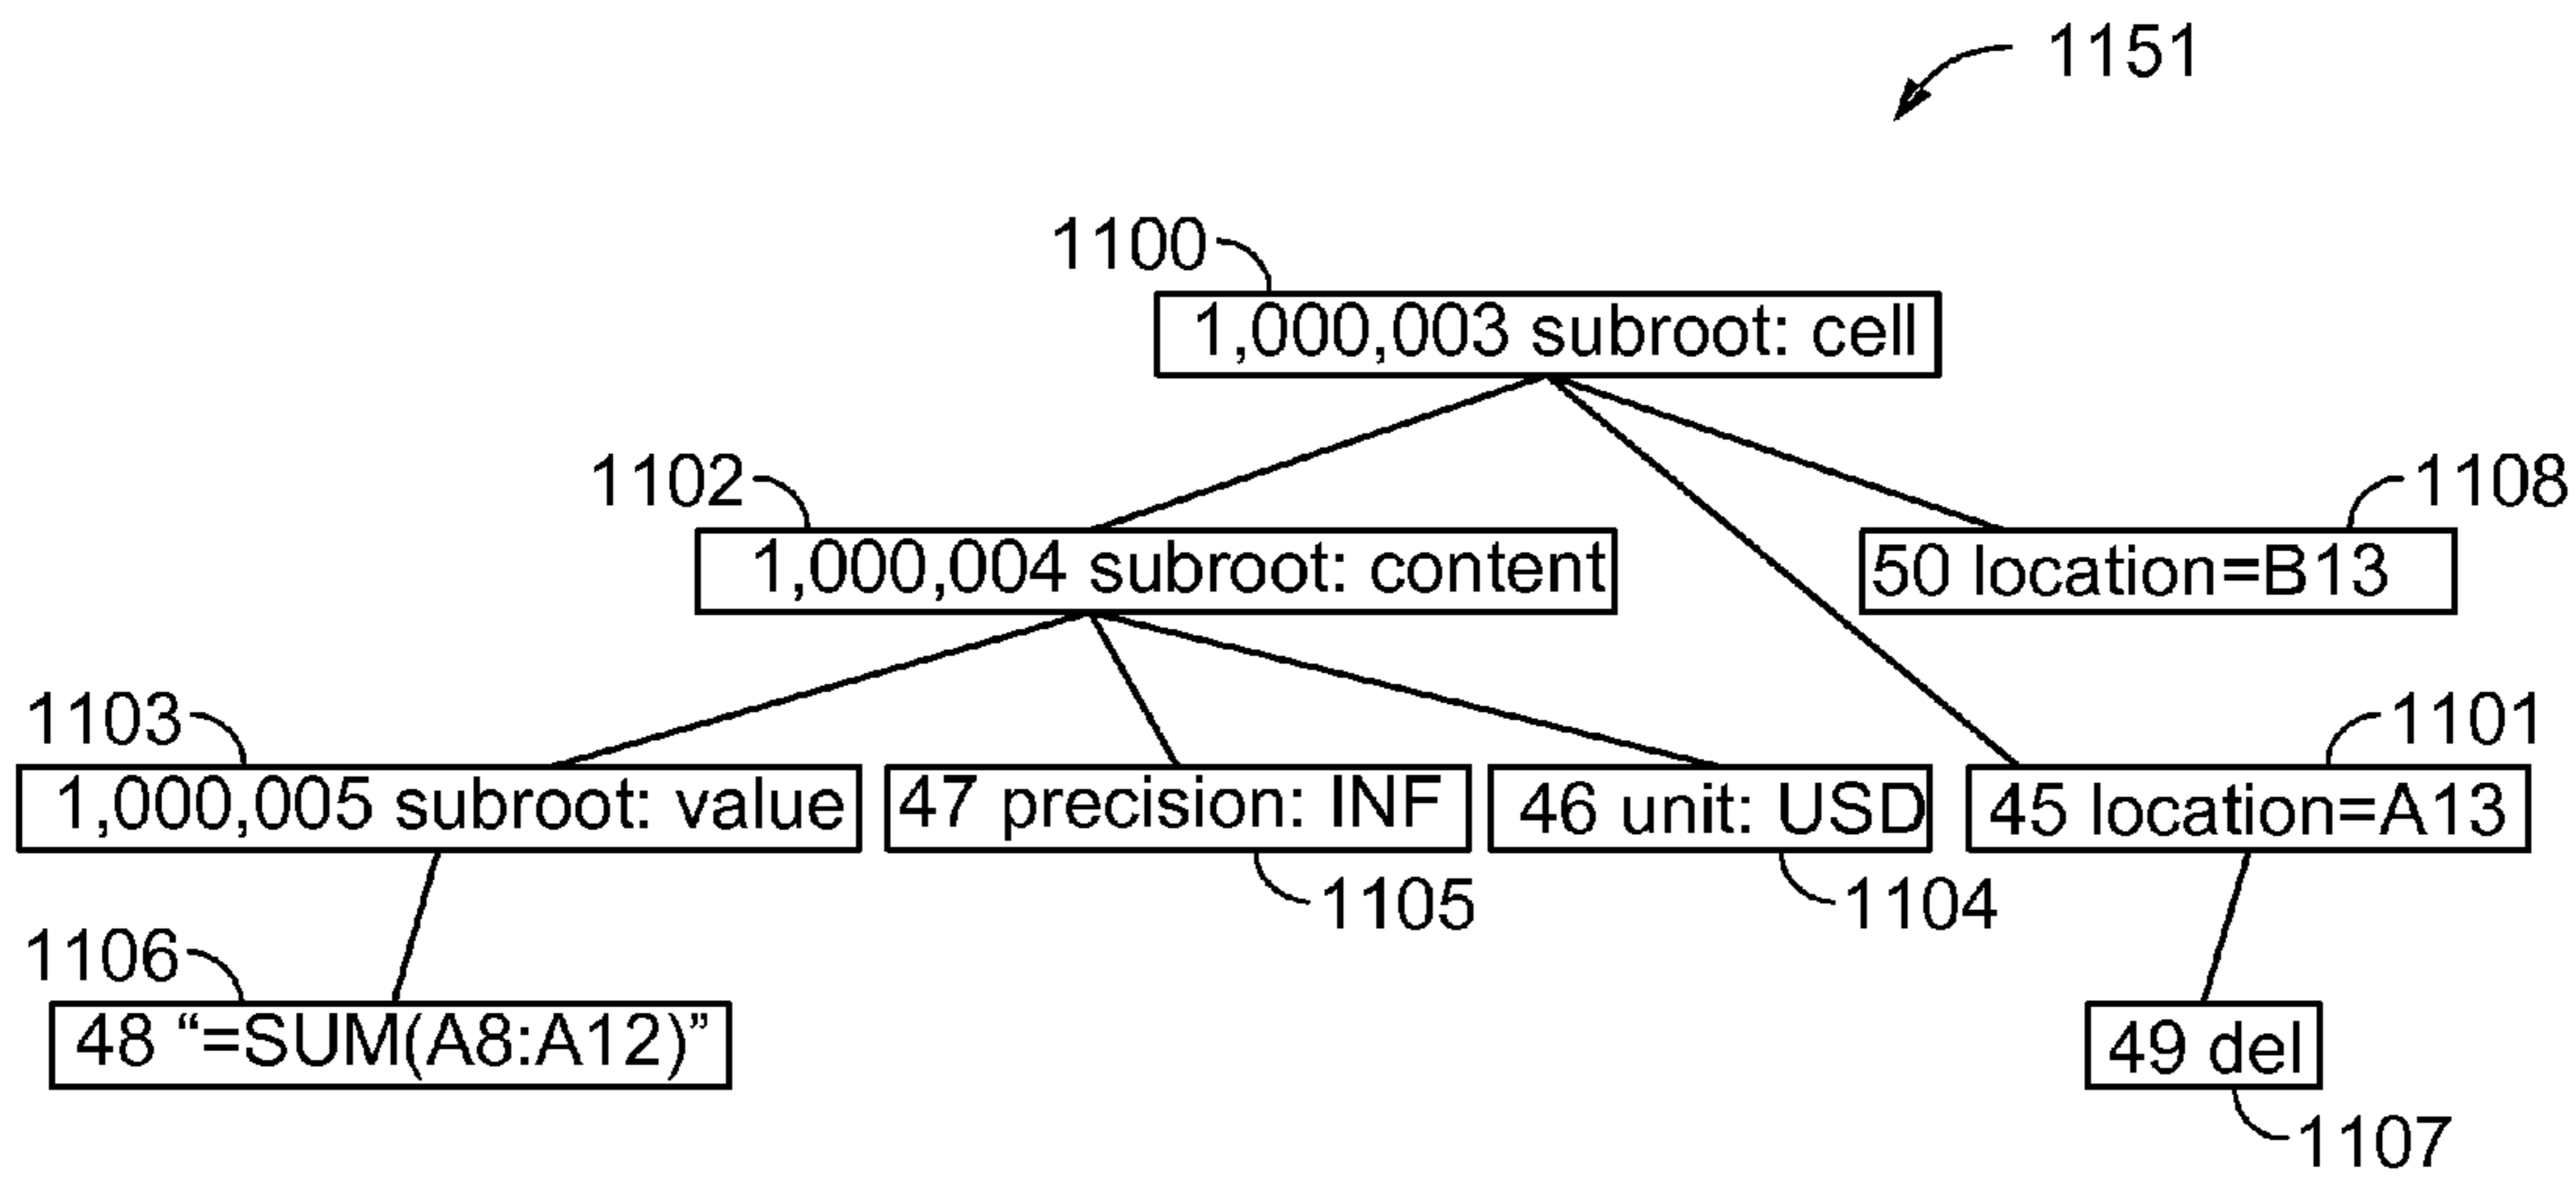 1151
1100
1,000,003 subroot: cell
1102
1108
1,000,004 subroot: content
50 location=B13
1103
1101
1,000,005 subroot: value
47 precision: INF
46 unit: USD
45 location=A13
1105
1104
1106
48 “=SUM(A8:A12)”
49 del
1107